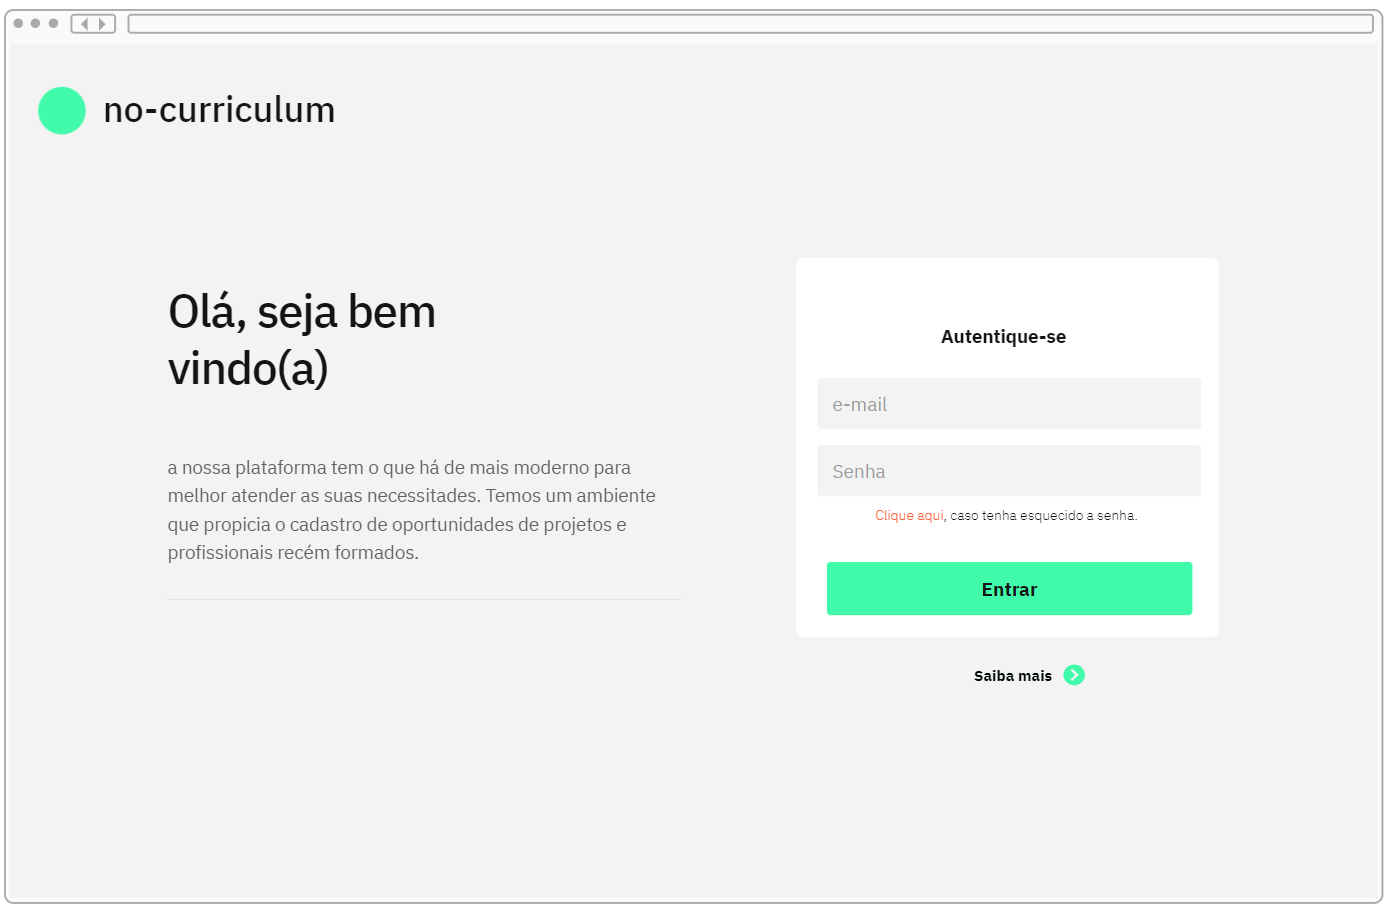 no-curriculum
Olá, seja bem
vindo(a)
a nossa plataforma tem o que há de mais moderno para
melhor atender as suas necessitades. Temos um ambiente
que propicia o cadastro de oportunidades de projetos e
profissionais recém formados.
Autentique-se
e-mail
Senha
Clique aqui, caso tenha esquecido a senha.
Entrar
Saiba mais